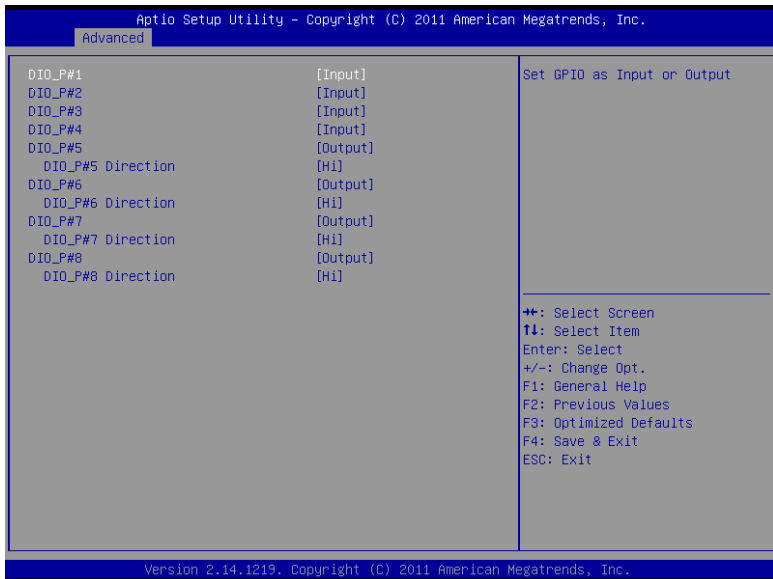 Aptio Setup Utility – Copyright (C) 2011 American Megatrends, Inc.
Advanced
DIO_P#1 [Input]
DIO_P#2 [Input]
DIO_P#3 [Input]
DIO_P#4 [Input]
DIO_P#5 [Output]
DIO_P#5 Direction [Hi]
DIO_P#6 [Output]
DIO_P#6 Direction [Hi]
DIO_P#7 [Output]
DIO_P#7 Direction [Hi]
DIO_P#8 [Output]
DIO_P#8 Direction [Hi]
Set GPIO as Input or Output
→←: Select Screen
↑↓: Select Item
Enter: Select
+/-: Change Opt.
F1: General Help
F2: Previous Values
F3: Optimized Defaults
F4: Save & Exit
ESC: Exit
Version 2.14.1219. Copyright (C) 2011 American Megatrends, Inc.